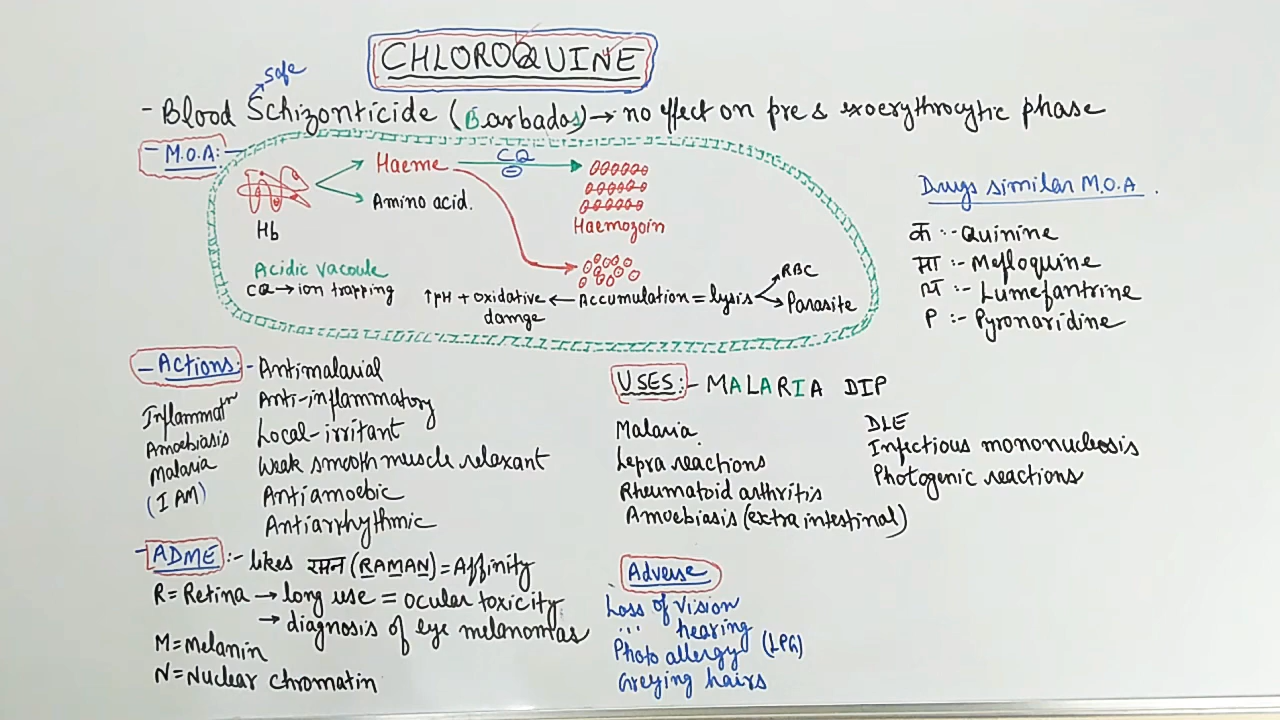 CHLOROQUINE
Safe
- Blood Schizonticide (Barbados) → no effect on pre & exoerythrocytic phase
- M.O.A:-
Haeme
CQ
Amino acid.
Hb
Haemozoin
Acidic vacoule
CQ → ion trapping
↑pH + oxidative damge ← Accumulation = lysis
RBC
Parasite
Drugs similar M.O.A.
क :- Quinine
मा :- Mefloquine
ल :- Lumefantrine
P :- Pyronaridine
- Actions:- Antimalarial
Anti-inflammatory
Local-irritant
Weak smooth muscle relaxant
Antiamoebic
Antiarrhythmic
Inflammatn
Amoebiasis
Malaria
(I AM)
- ADME :- likes रमन (RAMAN) = Affinity
R = Retina → long use = ocular toxicity
→ diagnosis of eye melanomas
M = Melanin
N = Nuclear chromatin
USES:- MALARIA DIP
Malaria
Lepra reactions
Rheumatoid arthritis
Amoebiasis (extra intestinal)
DLE
Infectious mononucleosis
Photogenic reactions
Adverse
Loss of vision
,, hearing
Photo allergy (LPG)
Greying hairs